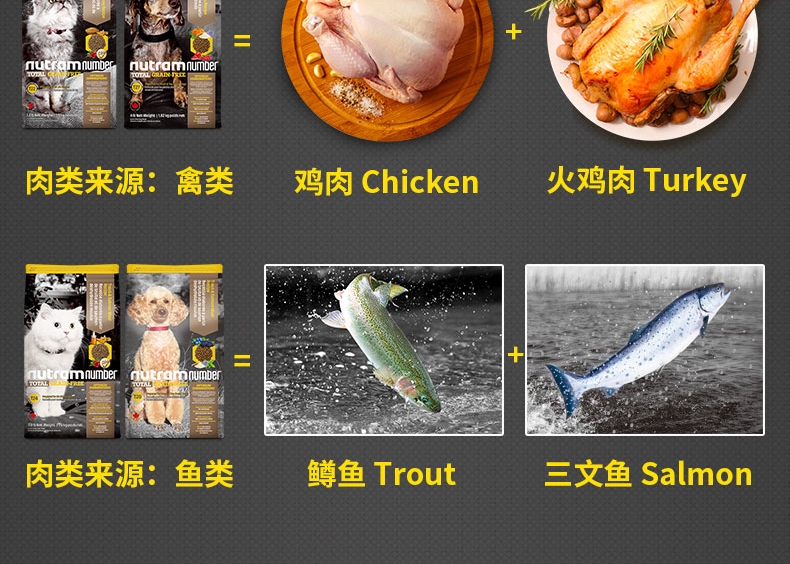 nutram number
TOTAL GRAIN-FREE
nutram number
TOTAL GRAIN-FREE
=
+
肉类来源：禽类
鸡肉 Chicken
火鸡肉 Turkey
nutram number
TOTAL GRAIN-FREE
nutram number
TOTAL GRAIN-FREE
=
+
肉类来源：鱼类
鳟鱼 Trout
三文鱼 Salmon